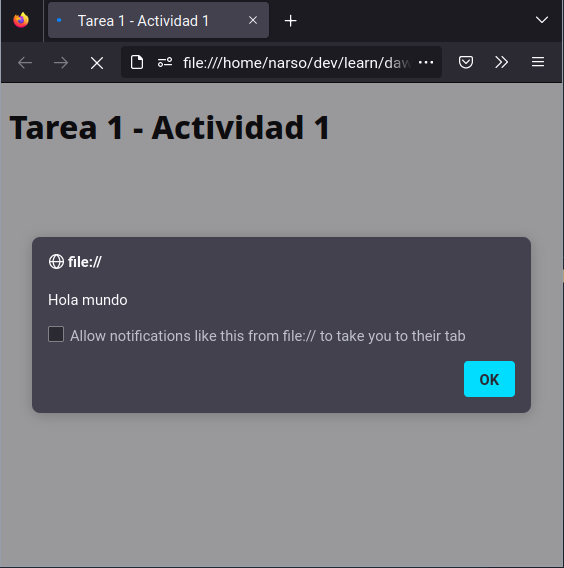 Tarea 1 - Actividad 1
file:///home/narso/dev/learn/daw
Tarea 1 - Actividad 1
file://
Hola mundo
Allow notifications like this from file:// to take you to their tab
OK